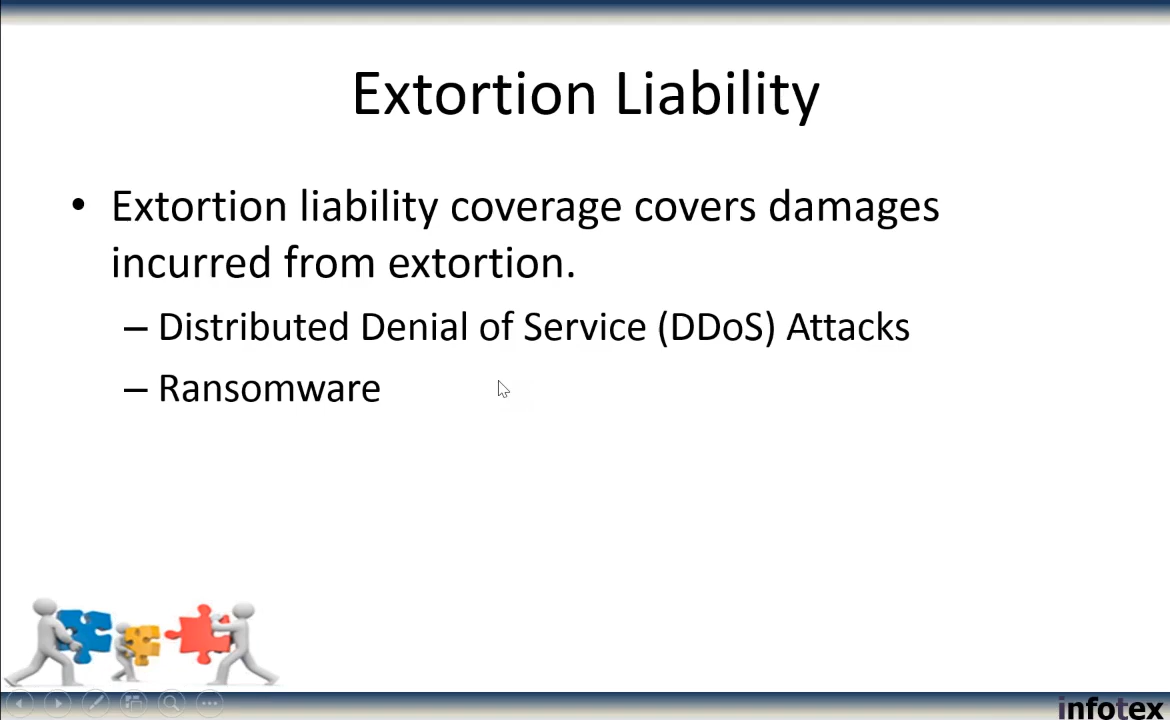 Extortion Liability
• Extortion liability coverage covers damages
incurred from extortion.
– Distributed Denial of Service (DDoS) Attacks
– Ransomware
infotex